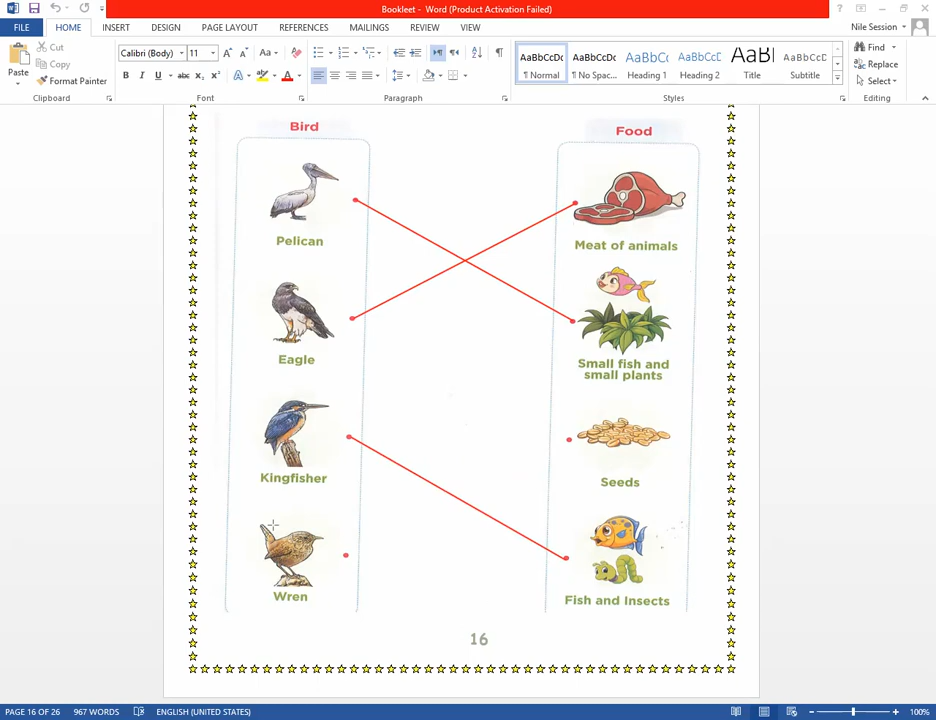 Bookleet - Word (Product Activation Failed)
FILE HOME INSERT DESIGN PAGE LAYOUT REFERENCES MAILINGS REVIEW VIEW
Nile Session
Paste
Cut
Copy
Format Painter
Calibri (Body) 11
AaBbCcDc AaBbCcDc AaBbC AaBbCcC AaBl AaBbCcC
¶ Normal ¶ No Spac... Heading 1 Heading 2 Title Subtitle
Find
Replace
Select
Clipboard Font Paragraph Styles Editing
Bird
Food
Pelican
Meat of animals
Eagle
Small fish and
small plants
Kingfisher
Seeds
Wren
Fish and Insects
16
PAGE 16 OF 26 967 WORDS ENGLISH (UNITED STATES)
100%